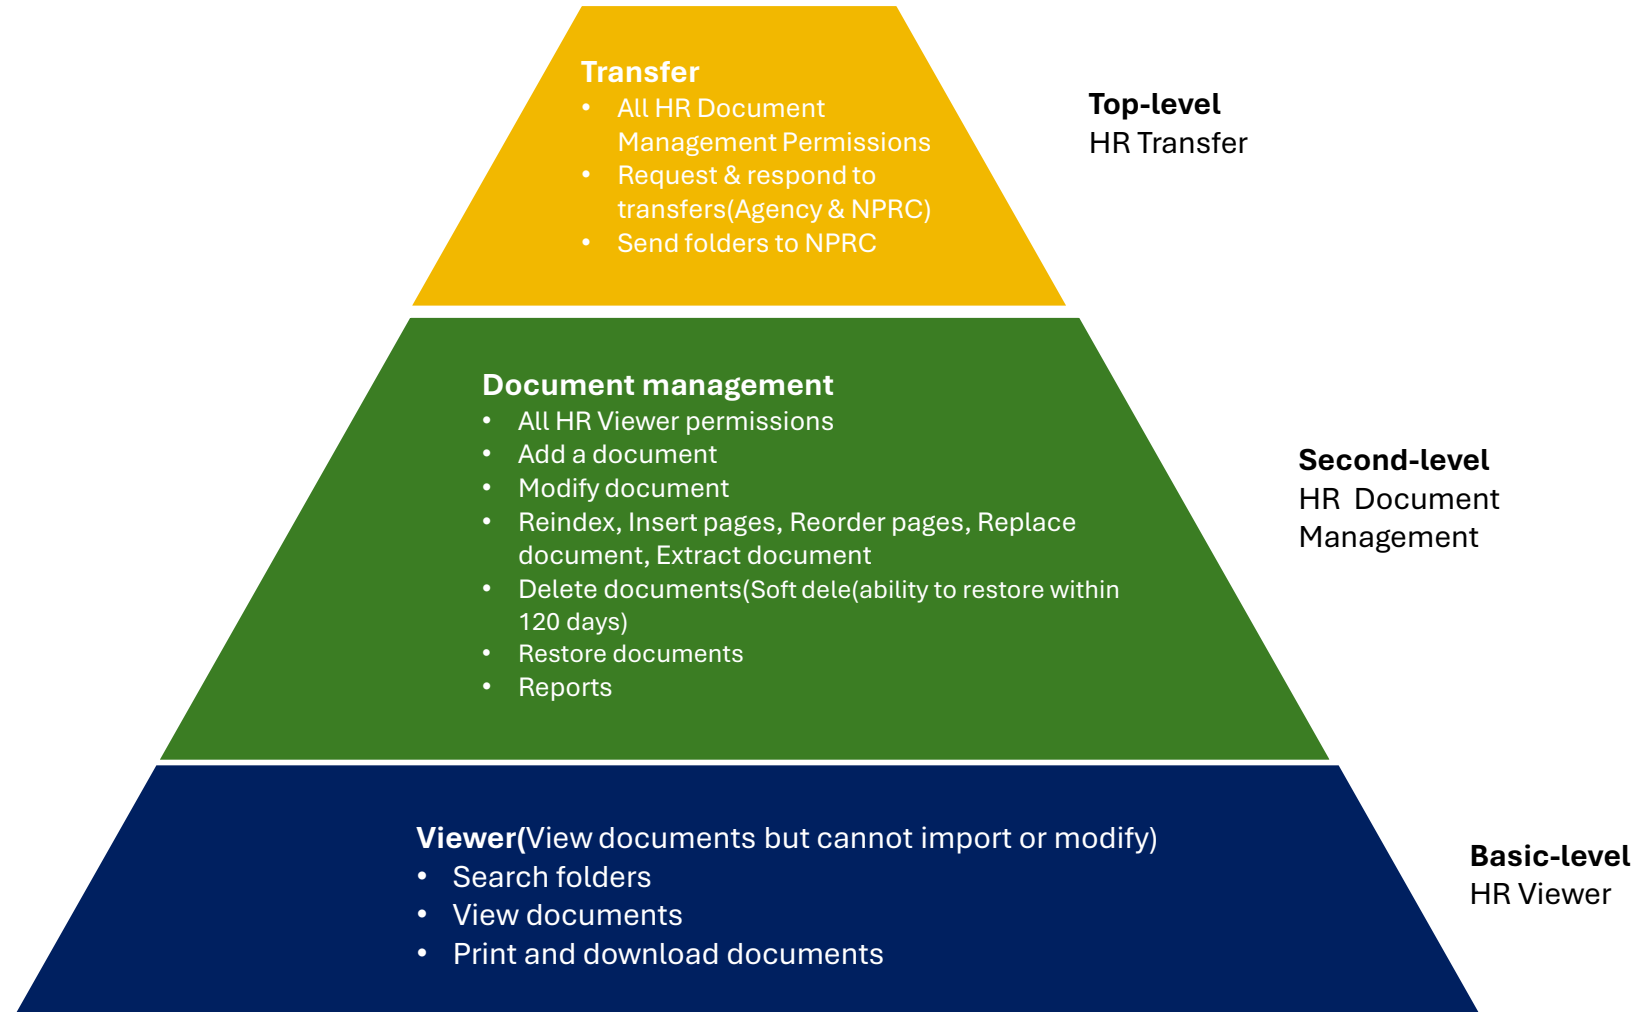 Transfer
• All HR Document
Management Permissions
• Request & respond to
transfers(Agency & NPRC)
• Send folders to NPRC
Top-level
HR Transfer
Document management
• All HR Viewer permissions
• Add a document
• Modify document
• Reindex, Insert pages, Reorder pages, Replace
document, Extract document
• Delete documents(Soft dele(ability to restore within
120 days)
• Restore documents
• Reports
Second-level
HR Document
Management
Viewer(View documents but cannot import or modify)
• Search folders
• View documents
• Print and download documents
Basic-level
HR Viewer